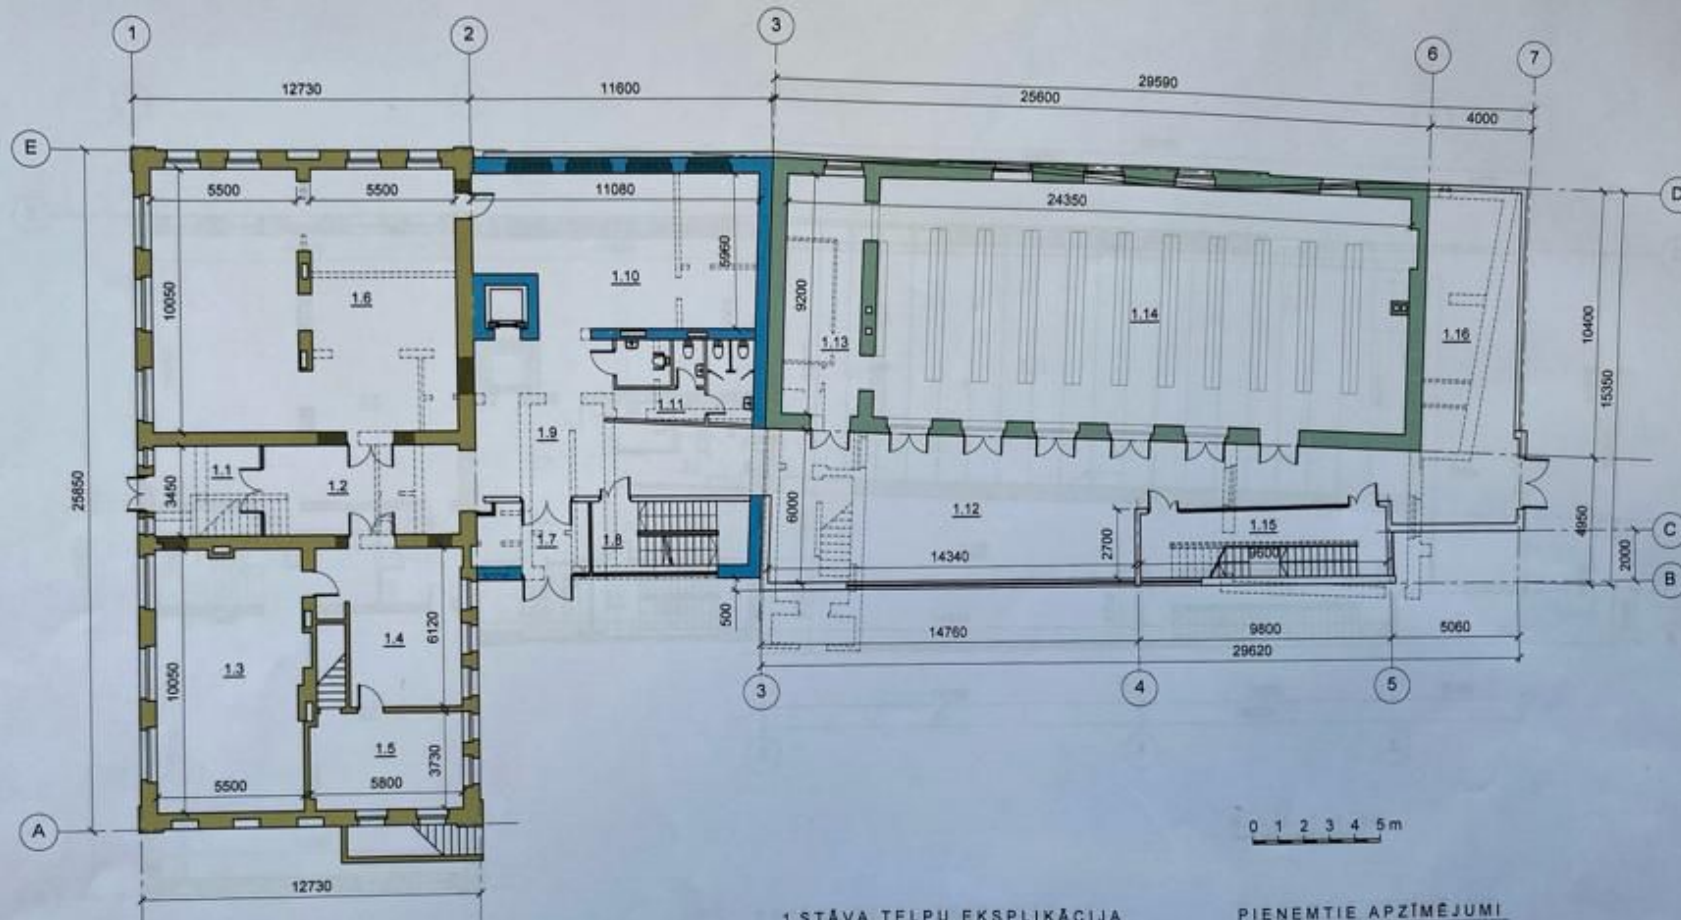 1 2 3 6 7
12730 11600 29590
25600 4000
E
5500 5500 11080 24350 D
10050 1.6 1.10 5960 9200 1.13 1.14 1.16 10400 15350
1.11
1.9
25850 3450 1.1 1.2 6000 1.12 4950
1.7 1.8 14340 2700 1.15 9600 2000 C
B
500
1.3 10050 1.4 6120 14760 9800 5060
29620
3 4 5
1.5 3730
5500 5800
A
0 1 2 3 4 5 m
12730
1.STĀVA TELPU EKSPLIKĀCIJA PIEŅEMTIE APZĪMĒJUMI